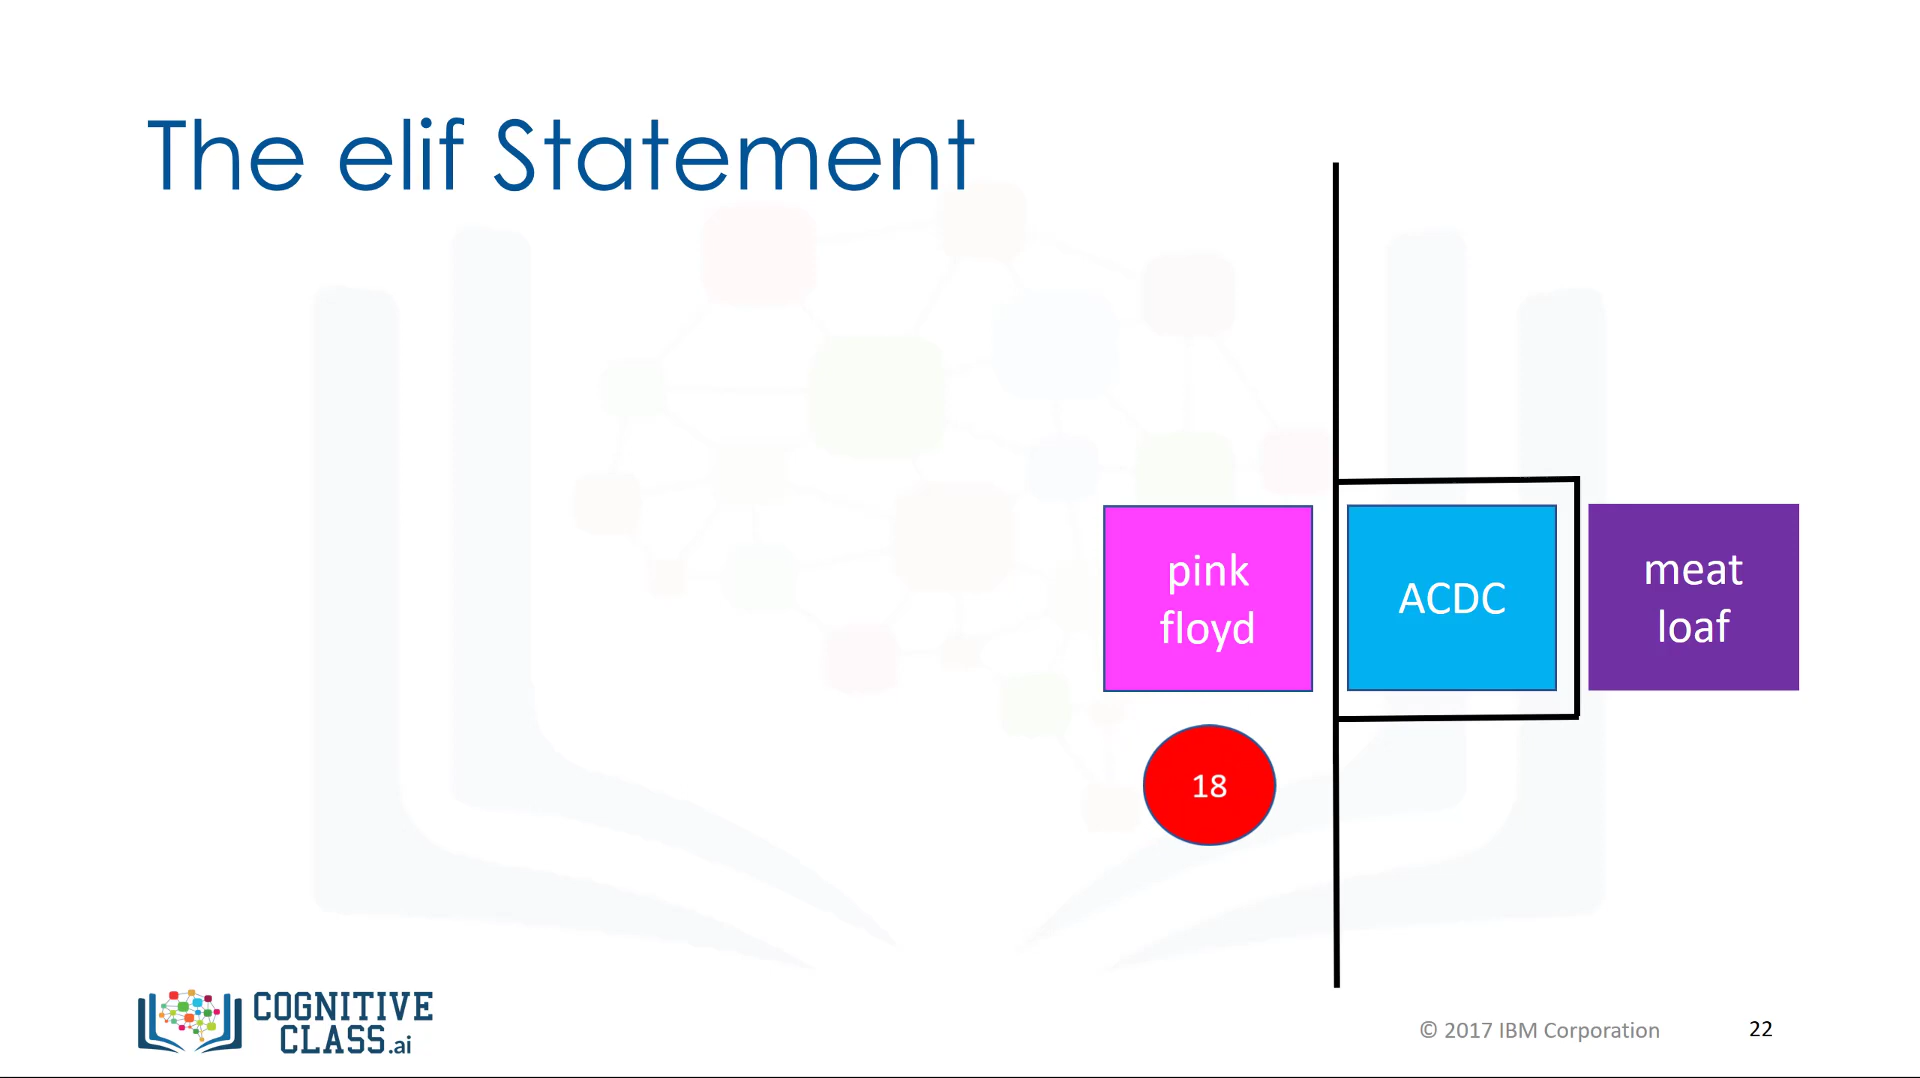 The elif Statement
pink
floyd
ACDC
meat
loaf
18
COGNITIVE
CLASS.ai
© 2017 IBM Corporation
22